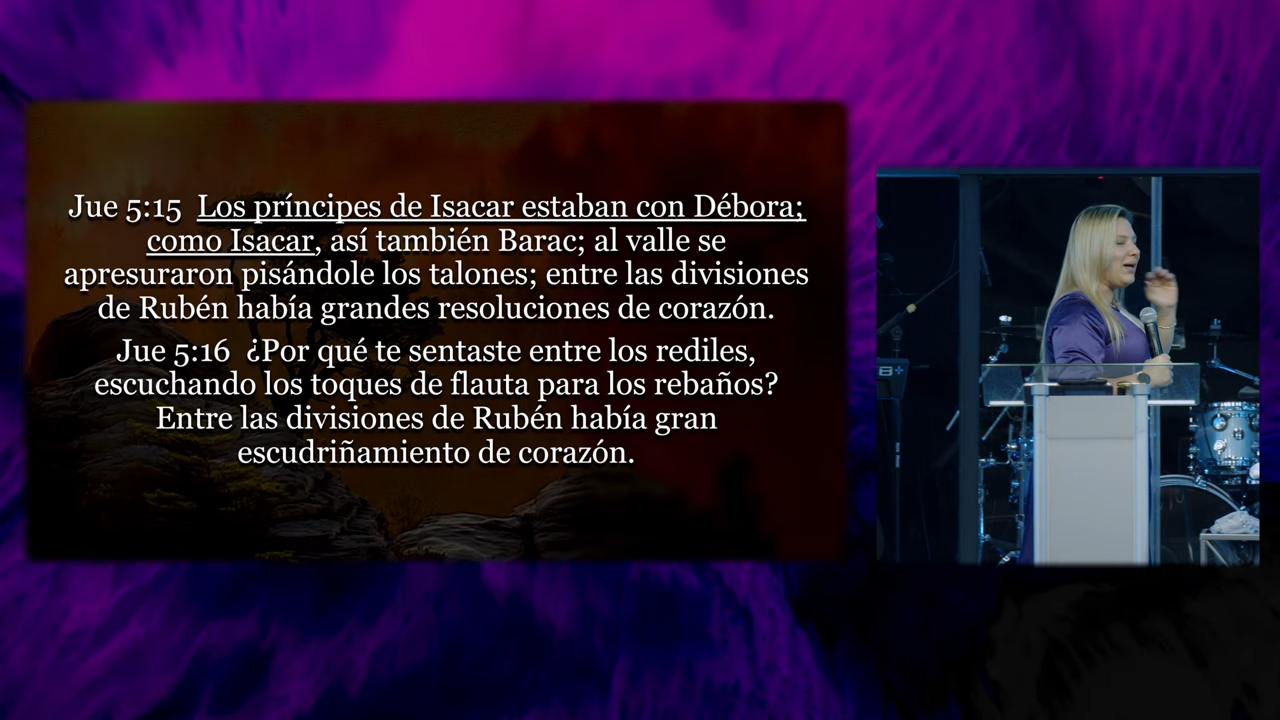 Jue 5:15 Los príncipes de Isacar estaban con Débora;
como Isacar, así también Barac; al valle se
apresuraron pisándole los talones; entre las divisiones
de Rubén había grandes resoluciones de corazón.
Jue 5:16 ¿Por qué te sentaste entre los rediles,
escuchando los toques de flauta para los rebaños?
Entre las divisiones de Rubén había gran
escudriñamiento de corazón.
8+